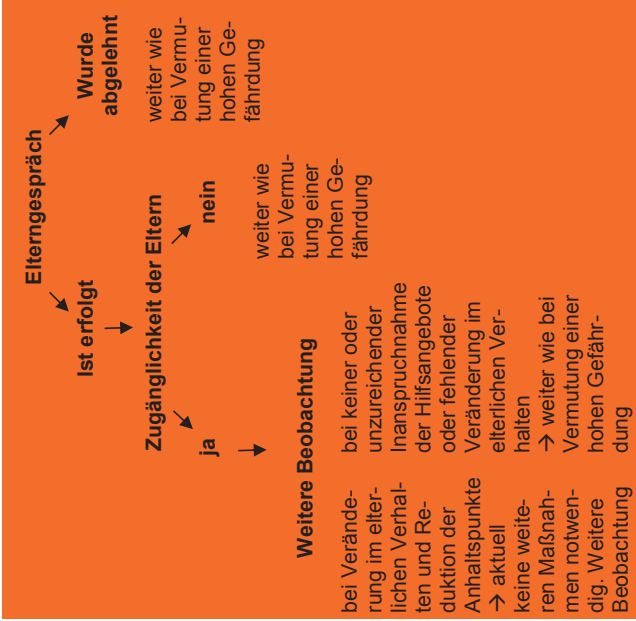 Elterngespräch
Ist erfolgt
Wurde
abgelehnt
weiter wie
bei Vermu-
tung einer
hohen Ge-
fährdung
Zugänglichkeit der Eltern
ja
nein
weiter wie
bei Vermu-
tung einer
hohen Ge-
fährdung
Weitere Beobachtung
bei Verände-
rung im elter-
lichen Verhal-
ten und Re-
duktion der
Anhaltspunkte
→ aktuell
keine weite-
ren Maßnah-
men notwen-
dig. Weitere
Beobachtung
bei keiner oder
unzureichender
Inanspruchnahme
der Hilfsangebote
oder fehlender
Veränderung im
elterlichen Ver-
halten
→ weiter wie bei
Vermutung einer
hohen Gefähr-
dung